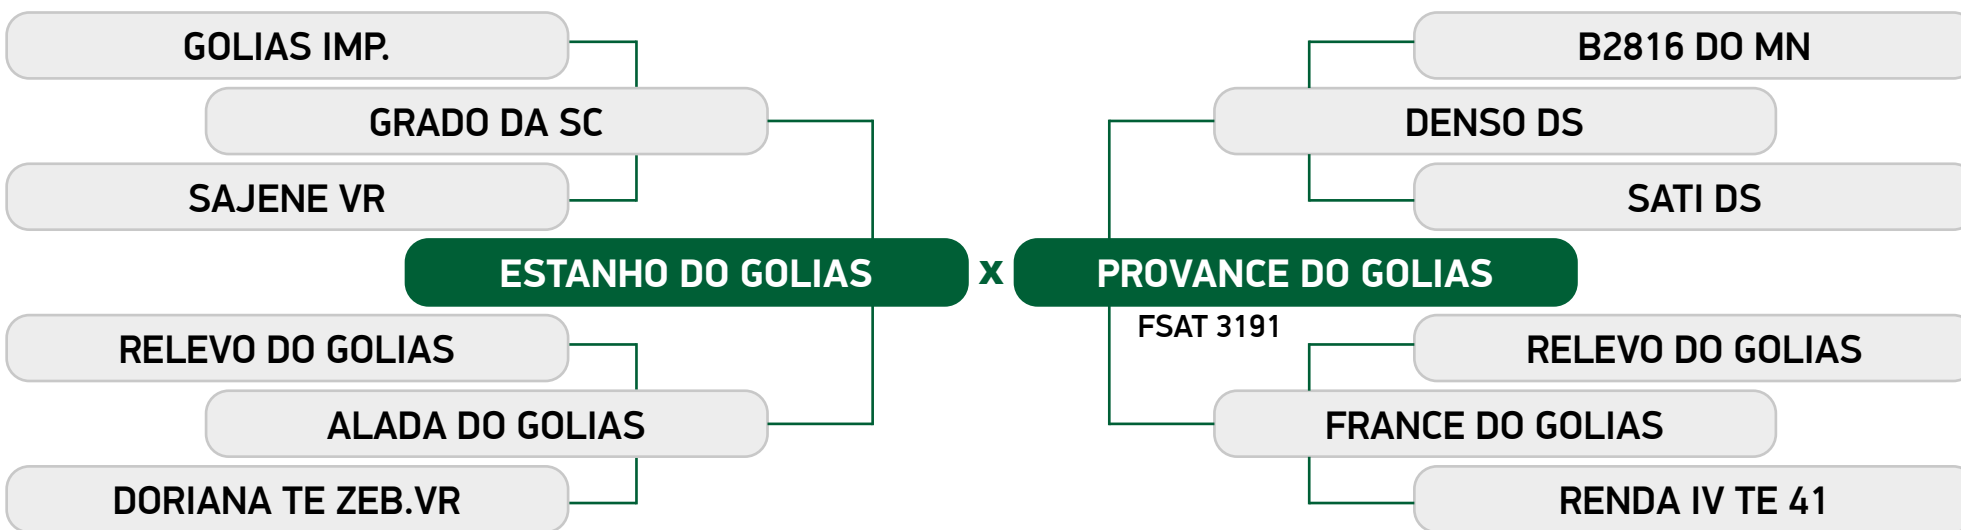 GOLIAS IMP.
GRADO DA SC
SAJENE VR
ESTANHO DO GOLIAS
RELEVO DO GOLIAS
ALADA DO GOLIAS
DORIANA TE ZEB.VR
x
B2816 DO MN
DENSO DS
SATI DS
PROVANCE DO GOLIAS
FSAT 3191
RELEVO DO GOLIAS
FRANCE DO GOLIAS
RENDA IV TE 41